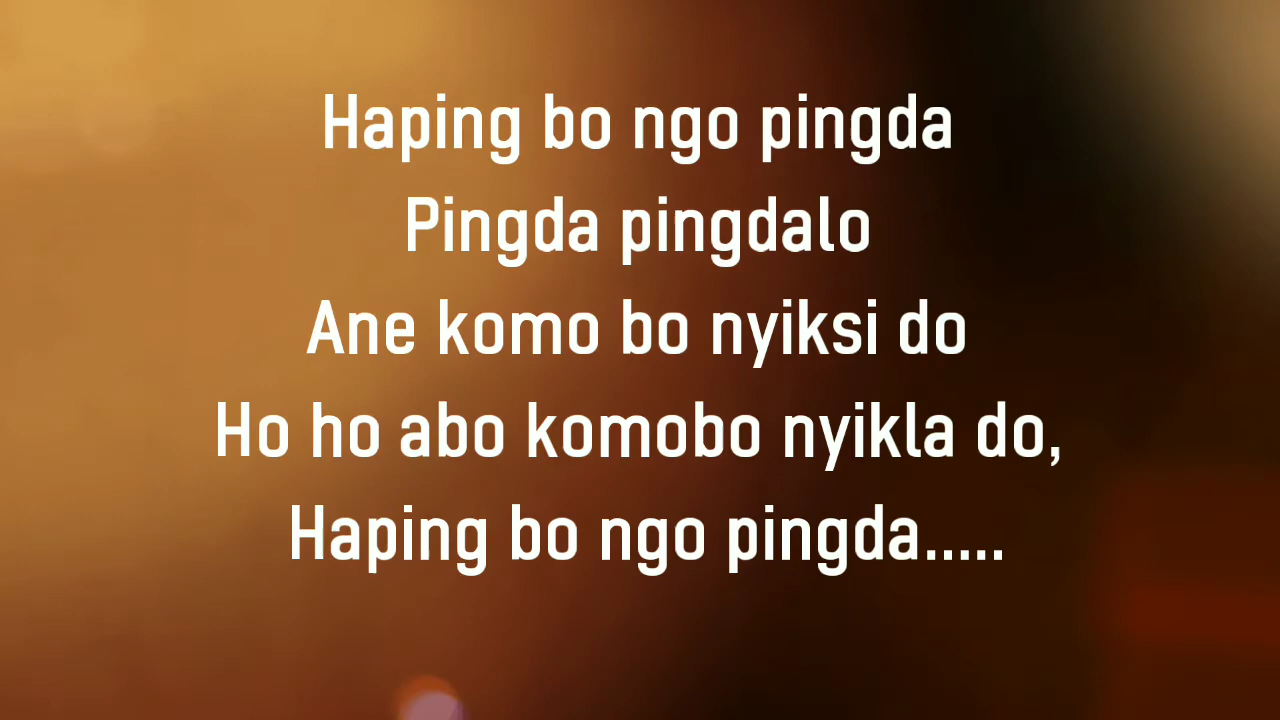 Haping bo ngo pingda
Pingda pingdalo
Ane komo bo nyiksi do
Ho ho abo komobo nyikla do,
Haping bo ngo pingda.....